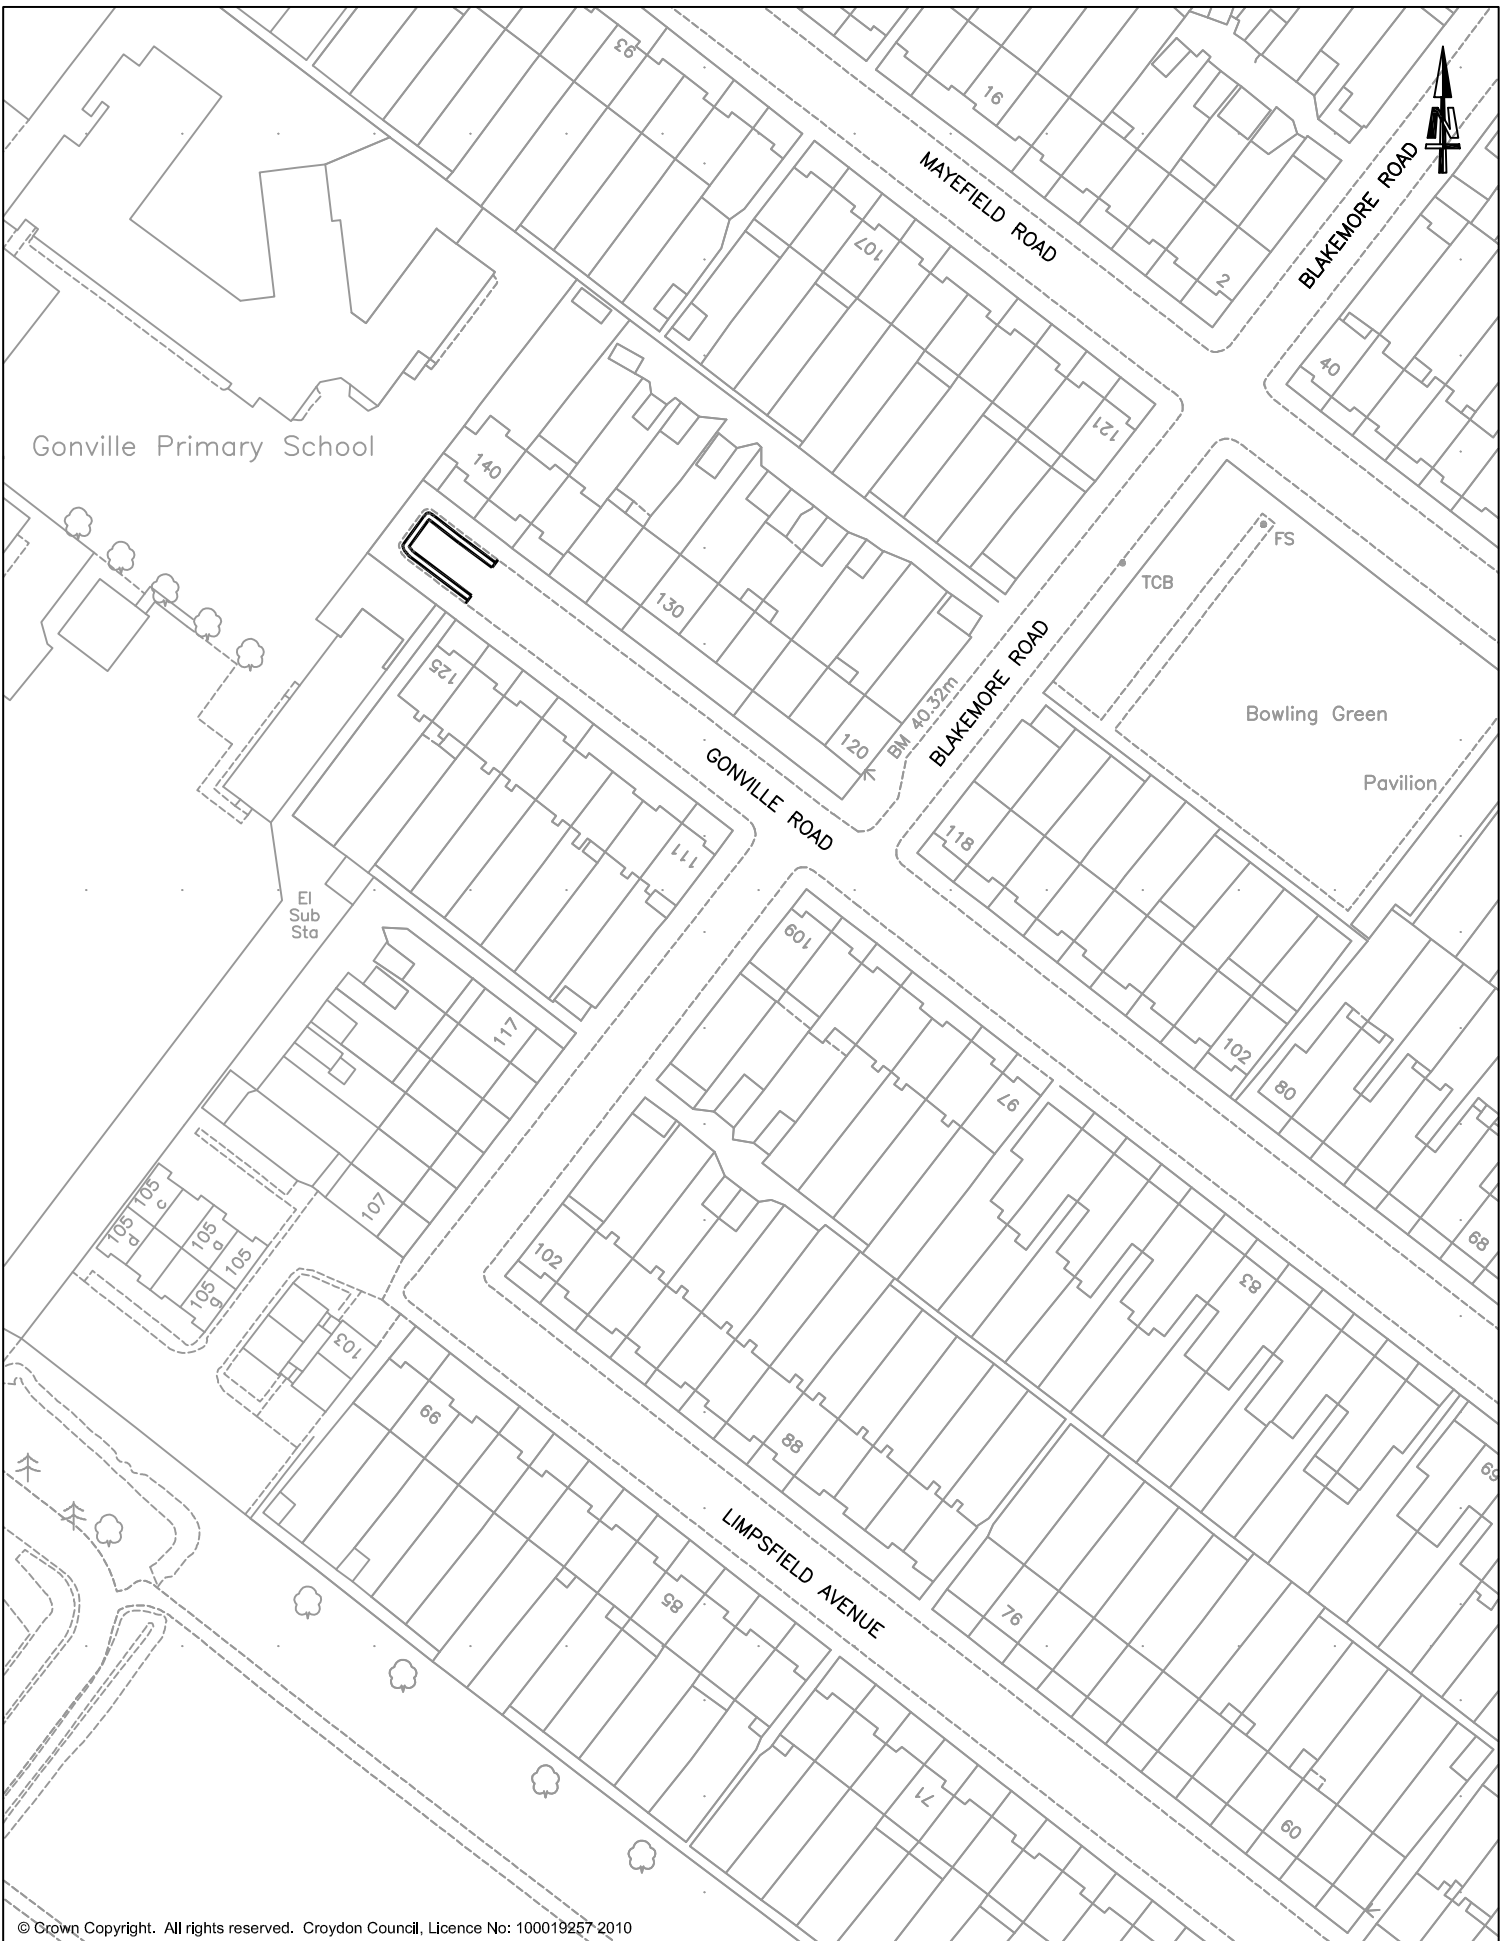 93
16
N
MAYEFIELD ROAD
BLAKEMORE ROAD
107
2
40
121
Gonville Primary School
140
FS
TCB
130
BLAKEMORE ROAD
BM 40.32m
125
Bowling Green
120
GONVILLE ROAD
Pavilion
118
111
El
Sub
Sta
109
117
102
97
80
105
c
105
d
105
a
105
105
g
107
102
68
83
103
99
88
69
LIMPSFIELD AVENUE
85
76
71
60
© Crown Copyright. All rights reserved. Croydon Council, Licence No: 100019257 2010